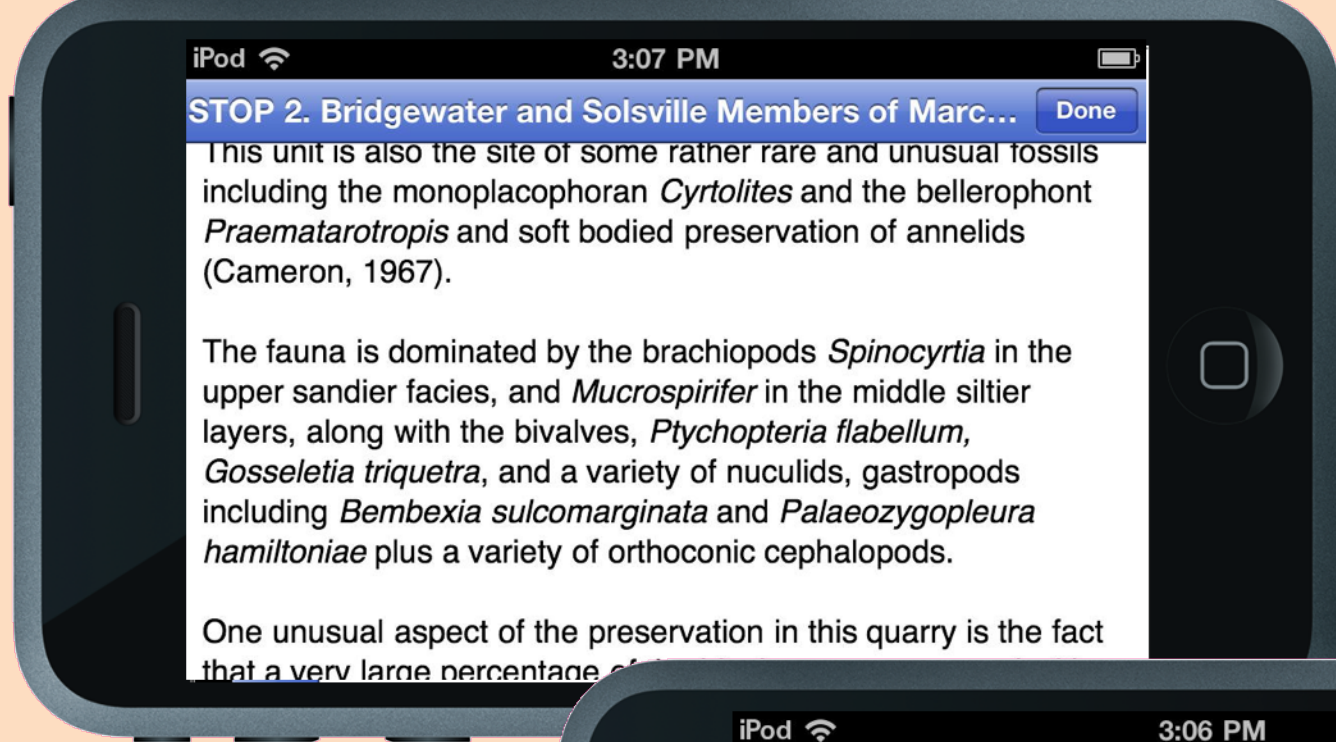 iPod 3:07 PM
STOP 2. Bridgewater and Solsville Members of Marc... Done
This unit is also the site of some rather rare and unusual fossils
including the monoplacophoran Cyrtolites and the bellerophont
Praematarotropis and soft bodied preservation of annelids
(Cameron, 1967).
The fauna is dominated by the brachiopods Spinocyrtia in the
upper sandier facies, and Mucrospirifer in the middle siltier
layers, along with the bivalves, Ptychopteria flabellum,
Gosseletia triquetra, and a variety of nuculids, gastropods
including Bembexia sulcomarginata and Palaeozygopleura
hamiltoniae plus a variety of orthoconic cephalopods.
One unusual aspect of the preservation in this quarry is the fact
that a very large percentage
iPod 3:06 PM